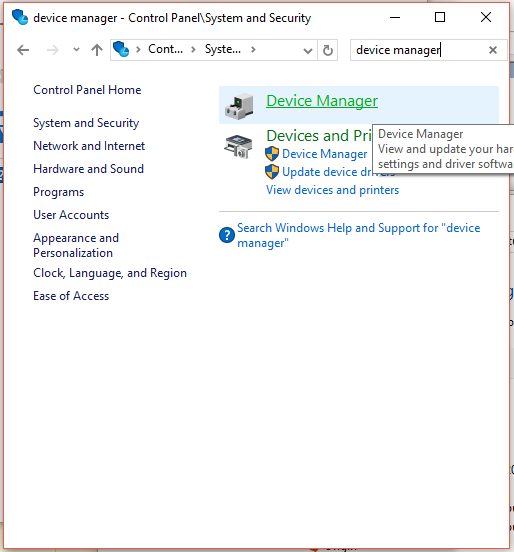 device manager - Control Panel\System and Security
Cont... Syste... device manager
Control Panel Home
System and Security
Network and Internet
Hardware and Sound
Programs
User Accounts
Appearance and
Personalization
Clock, Language, and Region
Ease of Access
Device Manager
Devices and Pri
Device Manager
Update device drivers
View devices and printers
Device Manager
View and update your har
settings and driver softwa
Search Windows Help and Support for "device
manager"